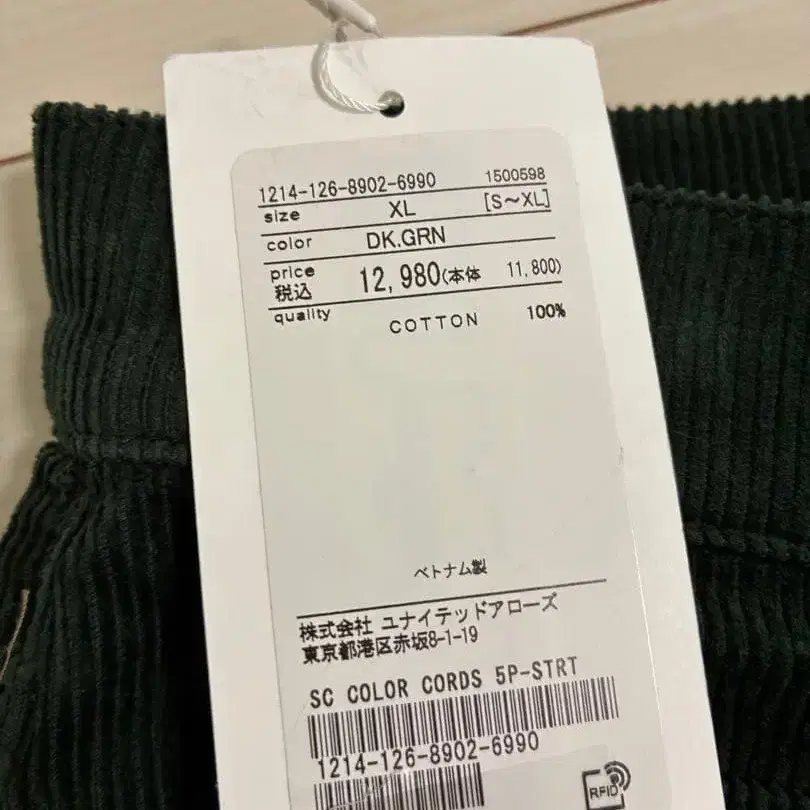 1214-126-8902-6990 1500598
size XL [S～XL]
color DK.GRN
price 税込 12,980(本体 11,800)
quality COTTON 100%
ベトナム製
株式会社 ユナイテッドアローズ
東京都港区赤坂8-1-19
SC COLOR CORDS 5P-STRT
1214-126-8902-6990
RFID